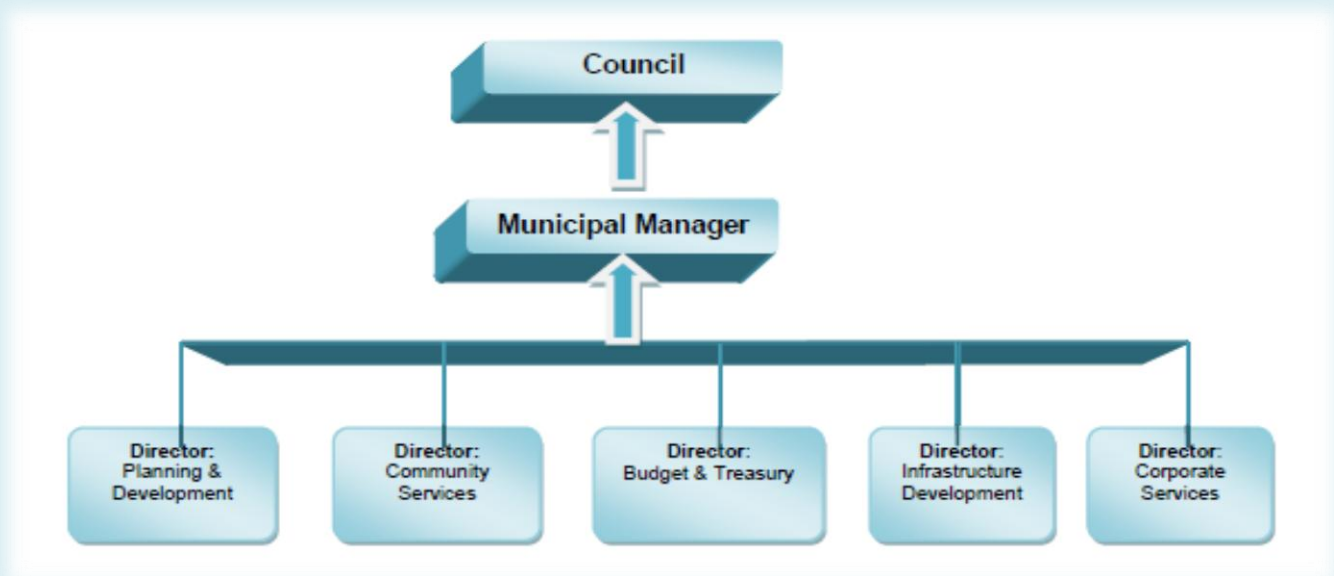 Council
Municipal Manager
Director:
Planning &
Development
Director:
Community
Services
Director:
Budget & Treasury
Director:
Infrastructure
Development
Director:
Corporate
Services